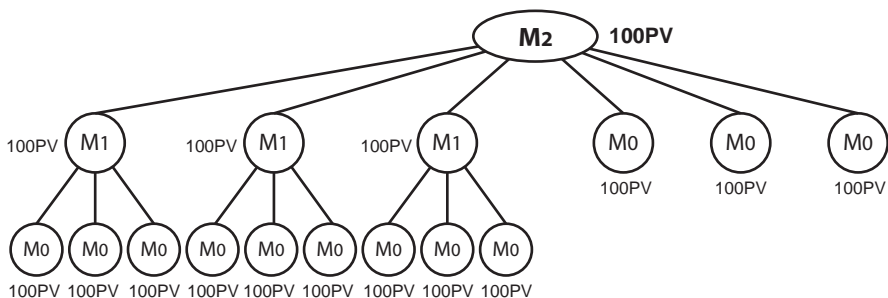 M2 100PV
100PV M1 100PV M1 100PV M1 M0 M0 M0
100PV 100PV 100PV
M0 M0 M0 M0 M0 M0 M0 M0 M0
100PV 100PV 100PV 100PV 100PV 100PV 100PV 100PV 100PV